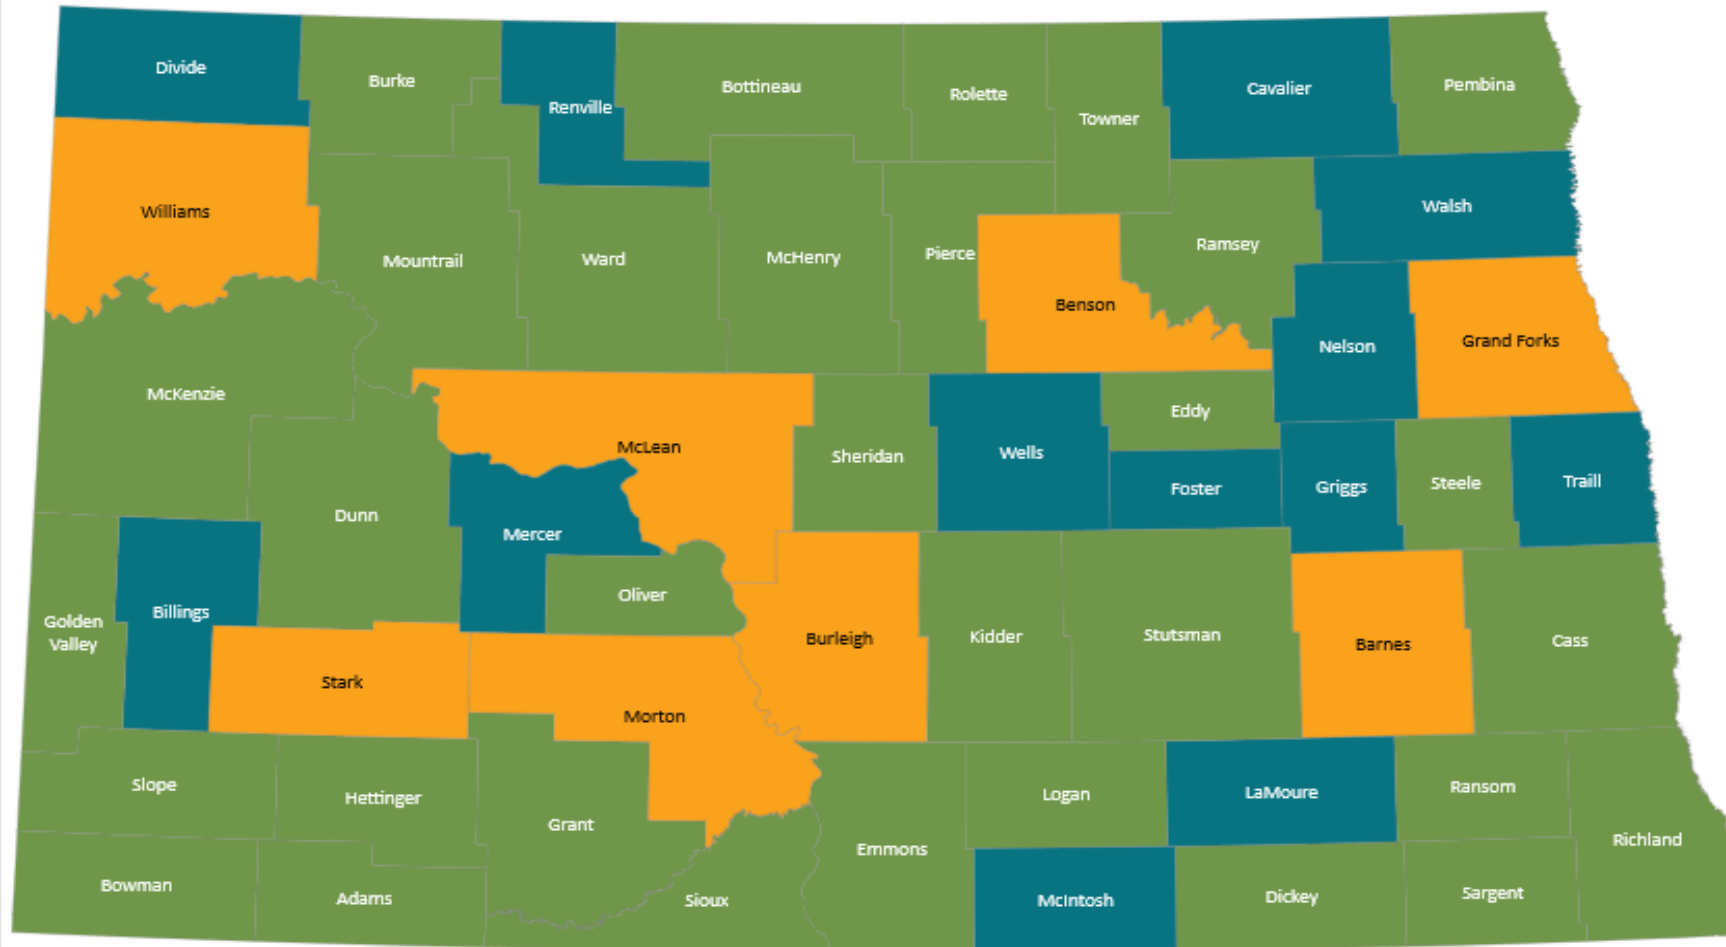 Divide
Burke
Renville
Bottineau
Rolette
Towner
Cavalier
Pembina
Williams
Mountrail
Ward
McHenry
Pierce
Benson
Ramsey
Walsh
Nelson
Grand Forks
McKenzie
Dunn
McLean
Mercer
Oliver
Sheridan
Wells
Eddy
Foster
Griggs
Steele
Traill
Golden
Valley
Billings
Stark
Morton
Burleigh
Kidder
Stutsman
Barnes
Cass
Slope
Hettinger
Grant
Bowman
Adams
Sioux
Emmons
Logan
McIntosh
LaMoure
Dickey
Ransom
Sargent
Richland